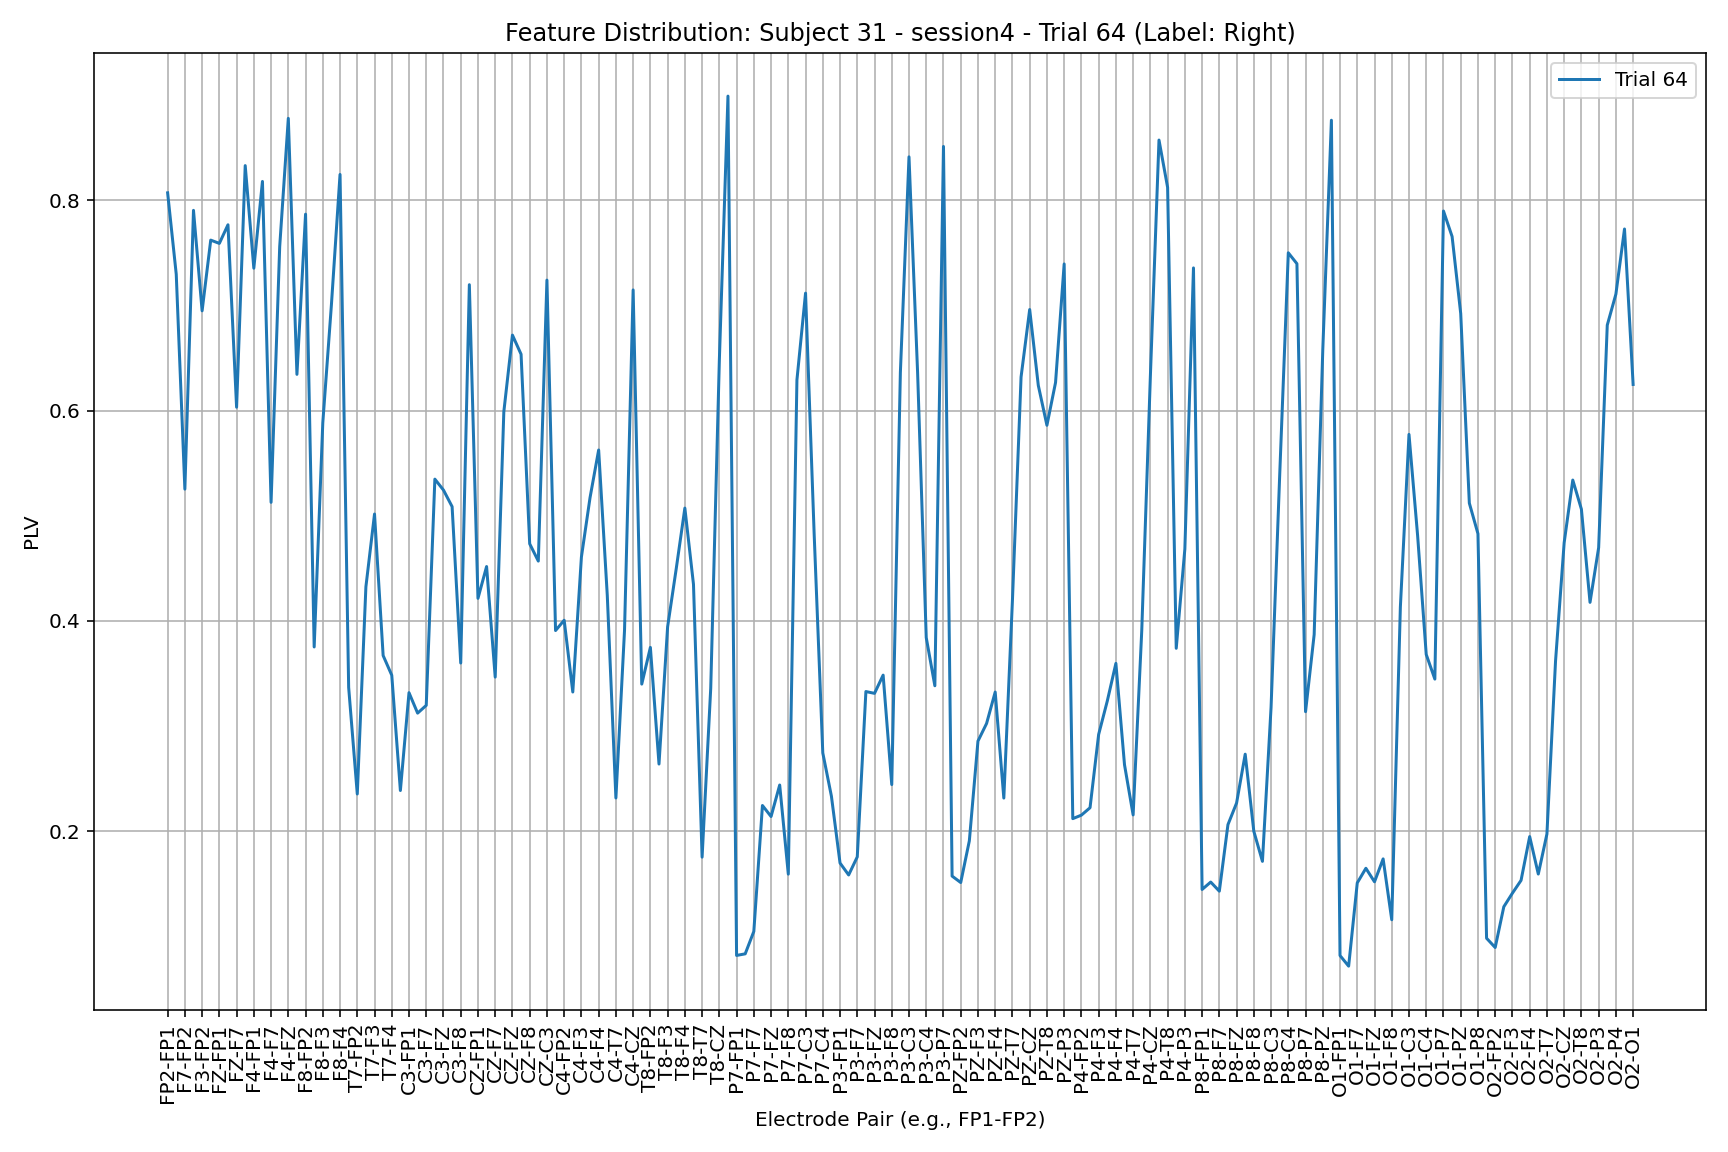 Feature Distribution: Subject 31 - session4 - Trial 64 (Label: Right)
Trial 64
PLV
0.8
0.6
0.4
0.2
FP2-FP1
F7-FP2
F3-FP2
FZ-FP1
FZ-F7
F4-FP1
F4-F7
F4-FZ
F8-FP2
F8-F3
F8-F4
T7-FP2
T7-F3
T7-F4
C3-FP1
C3-F7
C3-FZ
C3-F8
CZ-FP1
CZ-F7
CZ-FZ
CZ-F8
CZ-C3
C4-FP2
C4-F3
C4-F4
C4-T7
C4-CZ
T8-FP2
T8-F3
T8-F4
T8-T7
T8-CZ
P7-FP1
P7-F7
P7-FZ
P7-F8
P7-C3
P7-C4
P3-FP1
P3-F7
P3-FZ
P3-F8
P3-C3
P3-C4
P3-P7
PZ-FP2
PZ-F3
PZ-F4
PZ-T7
PZ-CZ
PZ-T8
PZ-P3
P4-FP2
P4-F3
P4-F4
P4-T7
P4-CZ
P4-T8
P4-P3
P8-FP1
P8-F7
P8-FZ
P8-F8
P8-C3
P8-C4
P8-P7
P8-PZ
O1-FP1
O1-F7
O1-FZ
O1-F8
O1-C3
O1-C4
O1-P7
O1-PZ
O1-P8
O2-FP2
O2-F3
O2-F4
O2-T7
O2-CZ
O2-T8
O2-P3
O2-P4
O2-O1
Electrode Pair (e.g., FP1-FP2)